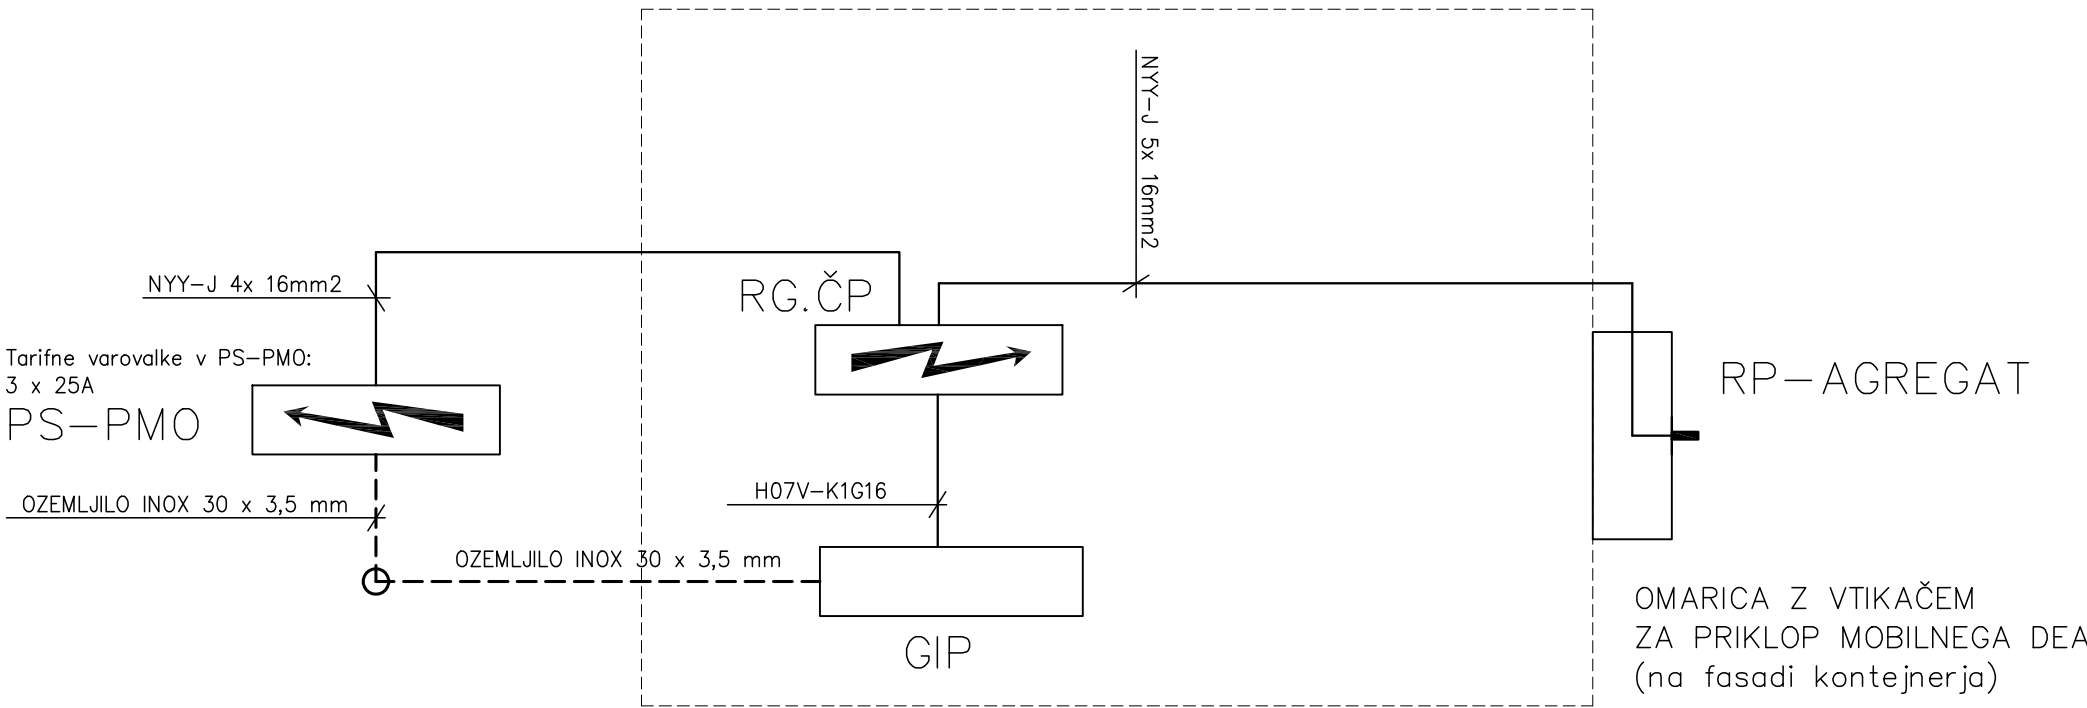 NYY-J 5x 16mm2
NYY-J 4x 16mm2
RG.ČP
Tarifne varovalke v PS-PMO:
3 x 25A
PS-PMO
RP-AGREGAT
H07V-K1G16
OZEMLJILO INOX 30 x 3,5 mm
OZEMLJILO INOX 30 x 3,5 mm
GIP
OMARICA Z VTIKAČEM
ZA PRIKLOP MOBILNEGA DEA
(na fasadi kontejnerja)